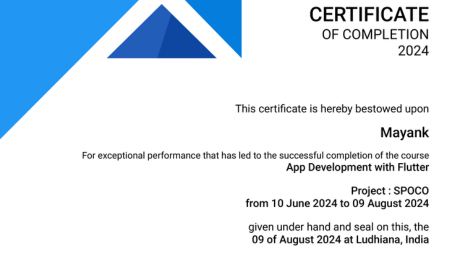 CERTIFICATE
OF COMPLETION
2024
This certificate is hereby bestowed upon
Mayank
For exceptional performance that has led to the successful completion of the course
App Development with Flutter
Project : SPOCO
from 10 June 2024 to 09 August 2024
given under hand and seal on this, the
09 of August 2024 at Ludhiana, India